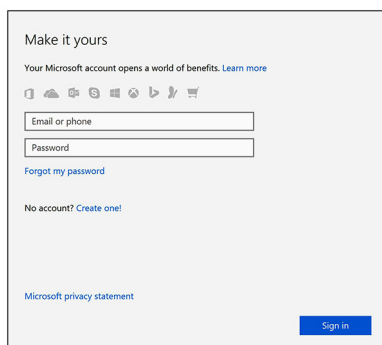 Make it yours
Your Microsoft account opens a world of benefits. Learn more
Email or phone
Password
Forgot my password
No account? Create one!
Microsoft privacy statement
Sign in